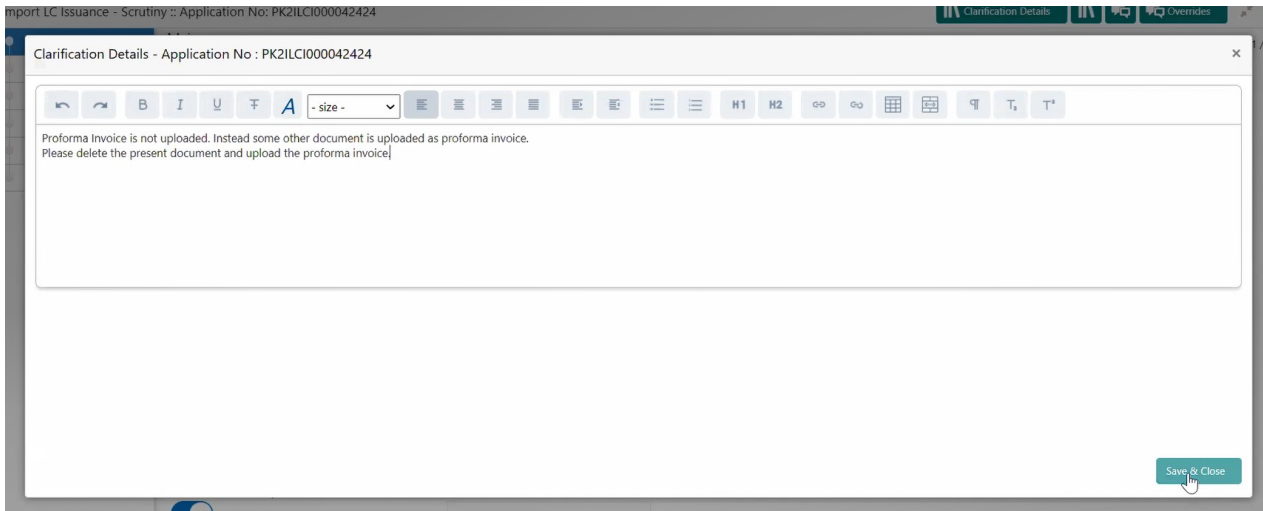 mport LC Issuance - Scrutiny :: Application No: PK2ILCI000042424
Clarification Details
Overrides
Clarification Details - Application No : PK2ILCI000042424
×
B I U T A - size - H1 H2 ¶ Tₛ Tˢ
Proforma Invoice is not uploaded. Instead some other document is uploaded as proforma invoice.
Please delete the present document and upload the proforma invoice.
Save & Close